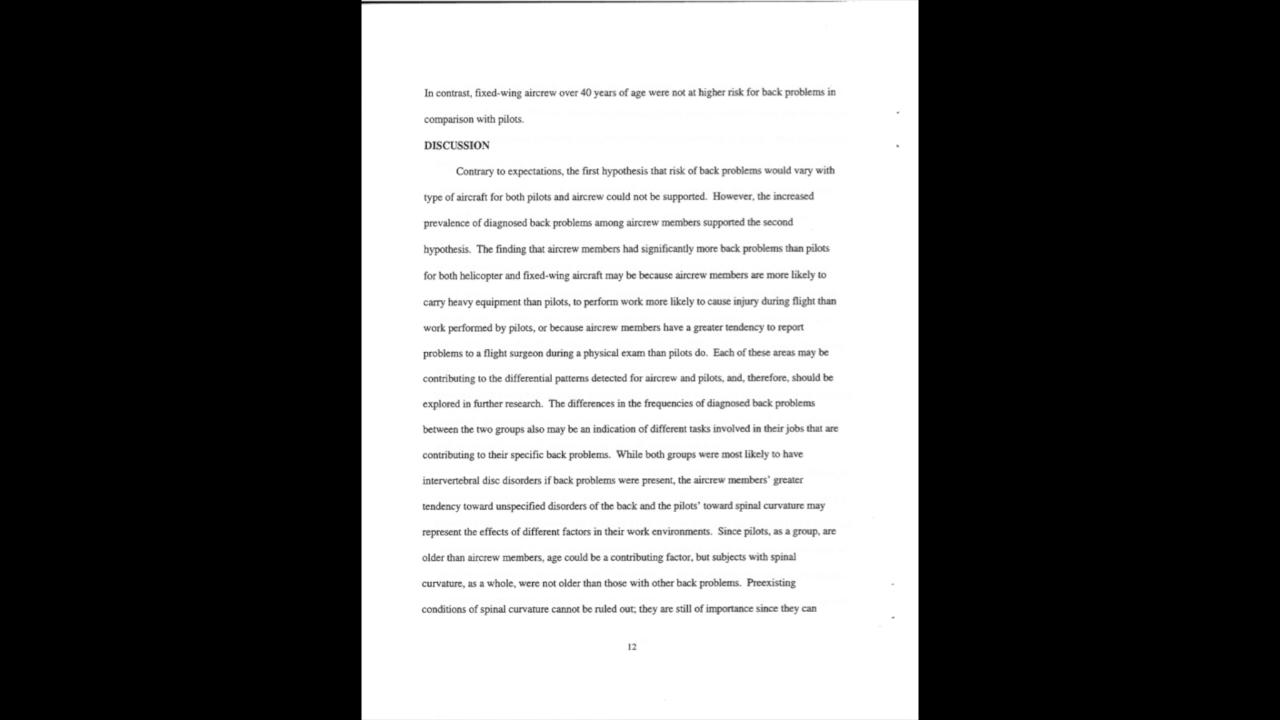 In contrast, fixed-wing aircrew over 40 years of age were not at higher risk for back problems in
comparison with pilots.
DISCUSSION
Contrary to expectations, the first hypothesis that risk of back problems would vary with
type of aircraft for both pilots and aircrew could not be supported. However, the increased
prevalence of diagnosed back problems among aircrew members supported the second
hypothesis. The finding that aircrew members had significantly more back problems than pilots
for both helicopter and fixed-wing aircraft may be because aircrew members are more likely to
carry heavy equipment than pilots, to perform work more likely to cause injury during flight than
work performed by pilots, or because aircrew members have a greater tendency to report
problems to a flight surgeon during a physical exam than pilots do. Each of these areas may be
contributing to the differential patterns detected for aircrew and pilots, and, therefore, should be
explored in further research. The differences in the frequencies of diagnosed back problems
between the two groups also may be an indication of different tasks involved in their jobs that are
contributing to their specific back problems. While both groups were most likely to have
intervertebral disc disorders if back problems were present, the aircrew members' greater
tendency toward unspecified disorders of the back and the pilots' toward spinal curvature may
represent the effects of different factors in their work environments. Since pilots, as a group, are
older than aircrew members, age could be a contributing factor, but subjects with spinal
curvature, as a whole, were not older than those with other back problems. Preexisting
conditions of spinal curvature cannot be ruled out; they are still of importance since they can
12